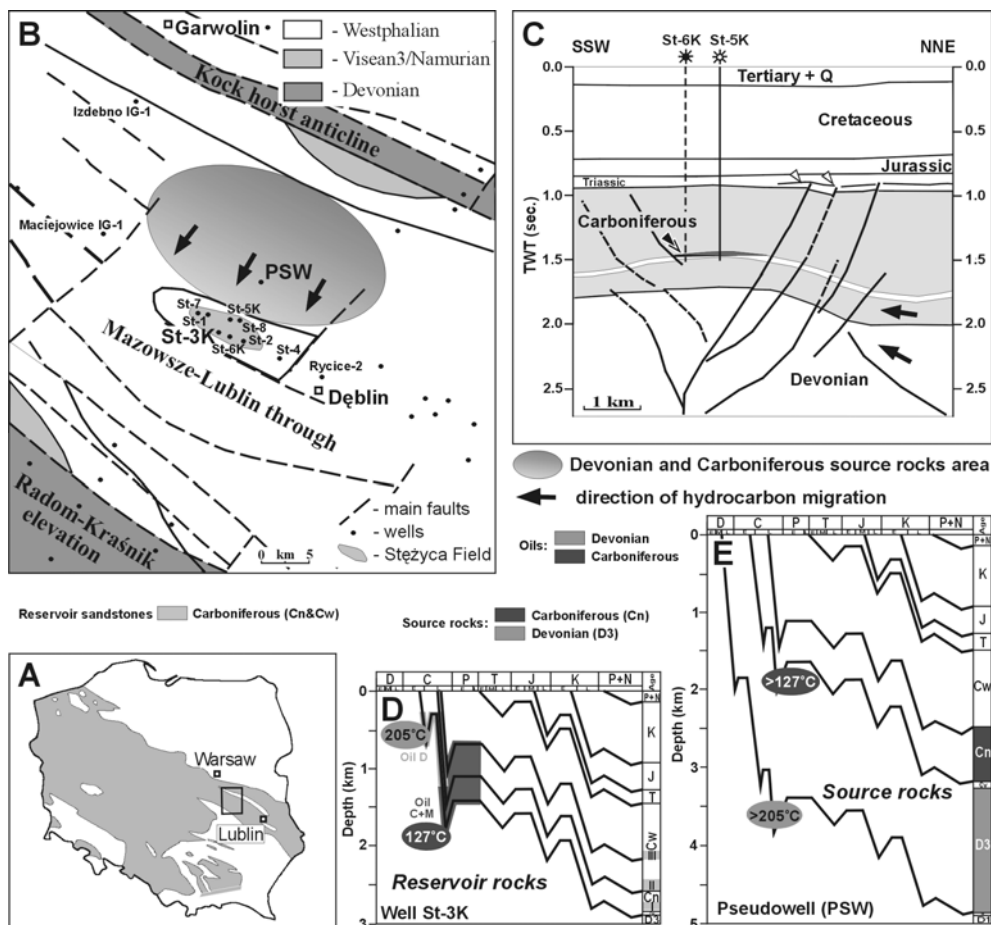 B
Garwolin
- Westphalian
- Visean3/Namurian
- Devonian
Kock horst anticline
Izdebno IG-1
Maciejowice IG-1
PSW
St-7
St-5K
St-1
St-8
St-3K
St-2
St-6K
St-4
Rycice-2
Dęblin
Mazowsze-Lublin through
Radom-Kraśnik
elevation
0 km 5
- main faults
- wells
- Stężyca Field
C
SSW
St-6K
St-5K
NNE
0.0
0.0
Tertiary + Q
0.5
0.5
Cretaceous
Jurassic
Triassic
1.0
1.0
Carboniferous
TWT (sec.)
1.5
1.5
2.0
2.0
Devonian
2.5
2.5
1 km
Devonian and Carboniferous source rocks area
direction of hydrocarbon migration
Oils:
Devonian
Carboniferous
Reservoir sandstones
Carboniferous (Cn&Cw)
Source rocks:
Carboniferous (Cn)
Devonian (D3)
A
Warsaw
Lublin
D
D C P T J K P+N
Age
0
1
2
3
Depth (km)
205°C
Oil D
Oil
C+M
127°C
Reservoir rocks
Well St-3K
P+N
K
J
T
Cw
III
II
Cn
I
D3
E
D C P T J K P+N
Age
0
1
2
3
4
5
Depth (km)
>127°C
Source rocks
>205°C
Pseudowell (PSW)
P+N
K
J
T
Cw
Cn
D3